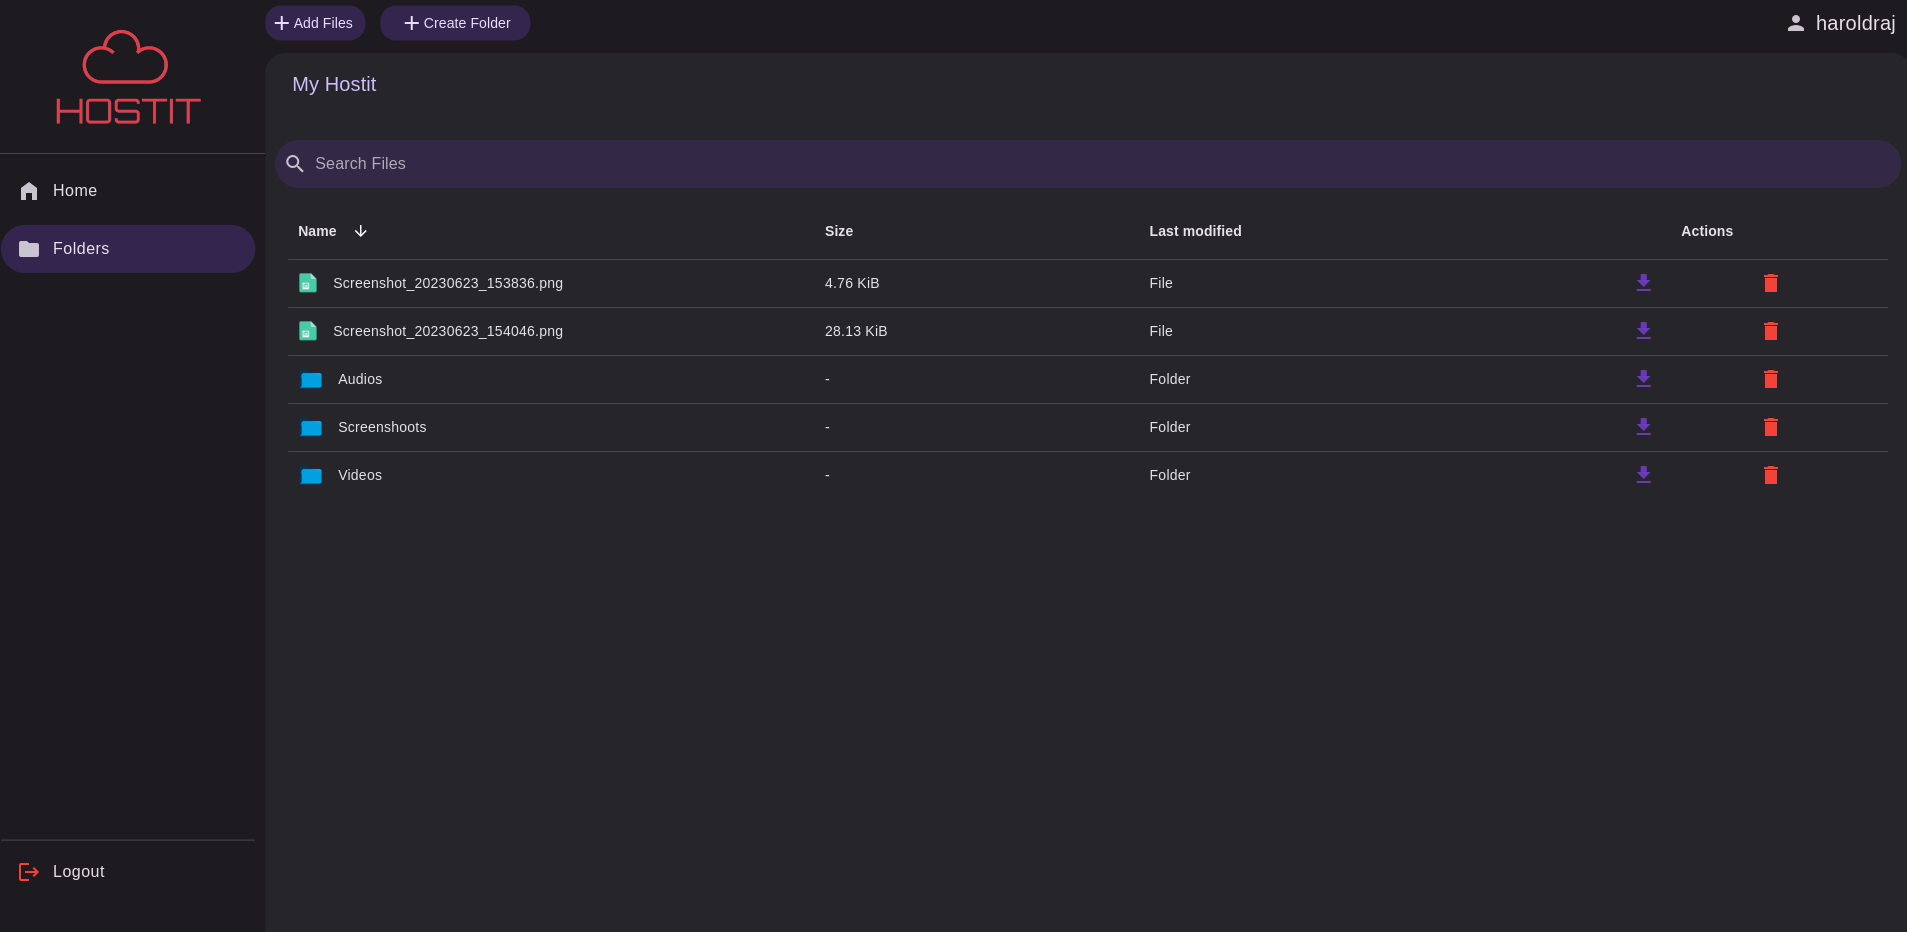 HOSTIT
Home
Folders
Logout
Add Files
Create Folder
haroldraj
My Hostit
Search Files
Name Size Last modified Actions
Screenshot_20230623_153836.png 4.76 KiB File
Screenshot_20230623_154046.png 28.13 KiB File
Audios - Folder
Screenshoots - Folder
Videos - Folder